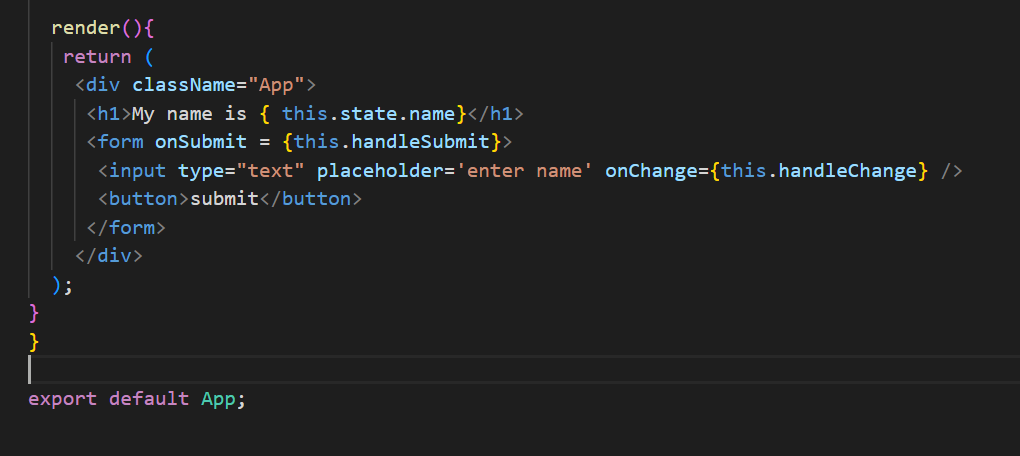 render(){
return (
<div className="App">
<h1>My name is { this.state.name}</h1>
<form onSubmit = {this.handleSubmit}>
<input type="text" placeholder='enter name' onChange={this.handleChange} />
<button>submit</button>
</form>
</div>
);
}
}
export default App;